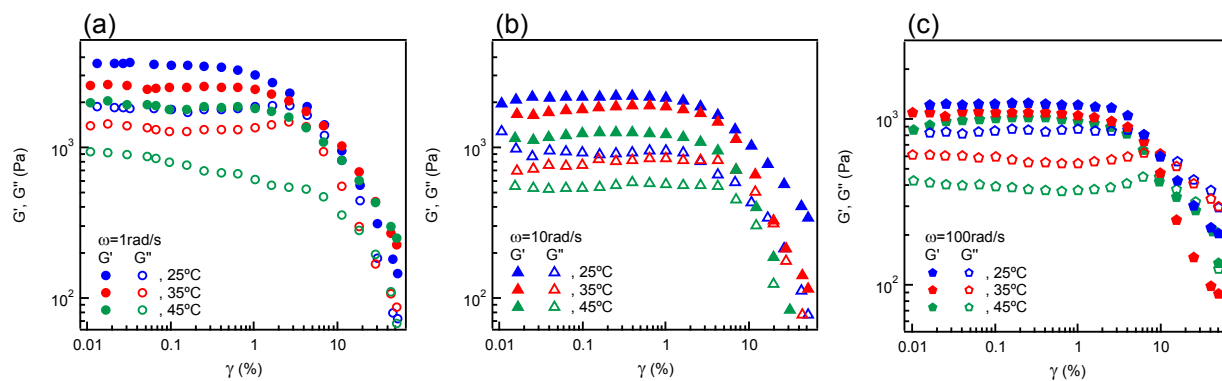 (a)
G', G" (Pa)
10³
10²
ω=1rad/s
G' G"
, 25ºC
, 35ºC
, 45ºC
0.01 0.1 1 10
γ (%)
(b)
G', G" (Pa)
10³
10²
ω=10rad/s
G' G"
, 25ºC
, 35ºC
, 45ºC
0.01 0.1 1 10
γ (%)
(c)
G', G" (Pa)
10³
10²
ω=100rad/s
G' G"
, 25ºC
, 35ºC
, 45ºC
0.01 0.1 1 10
γ (%)